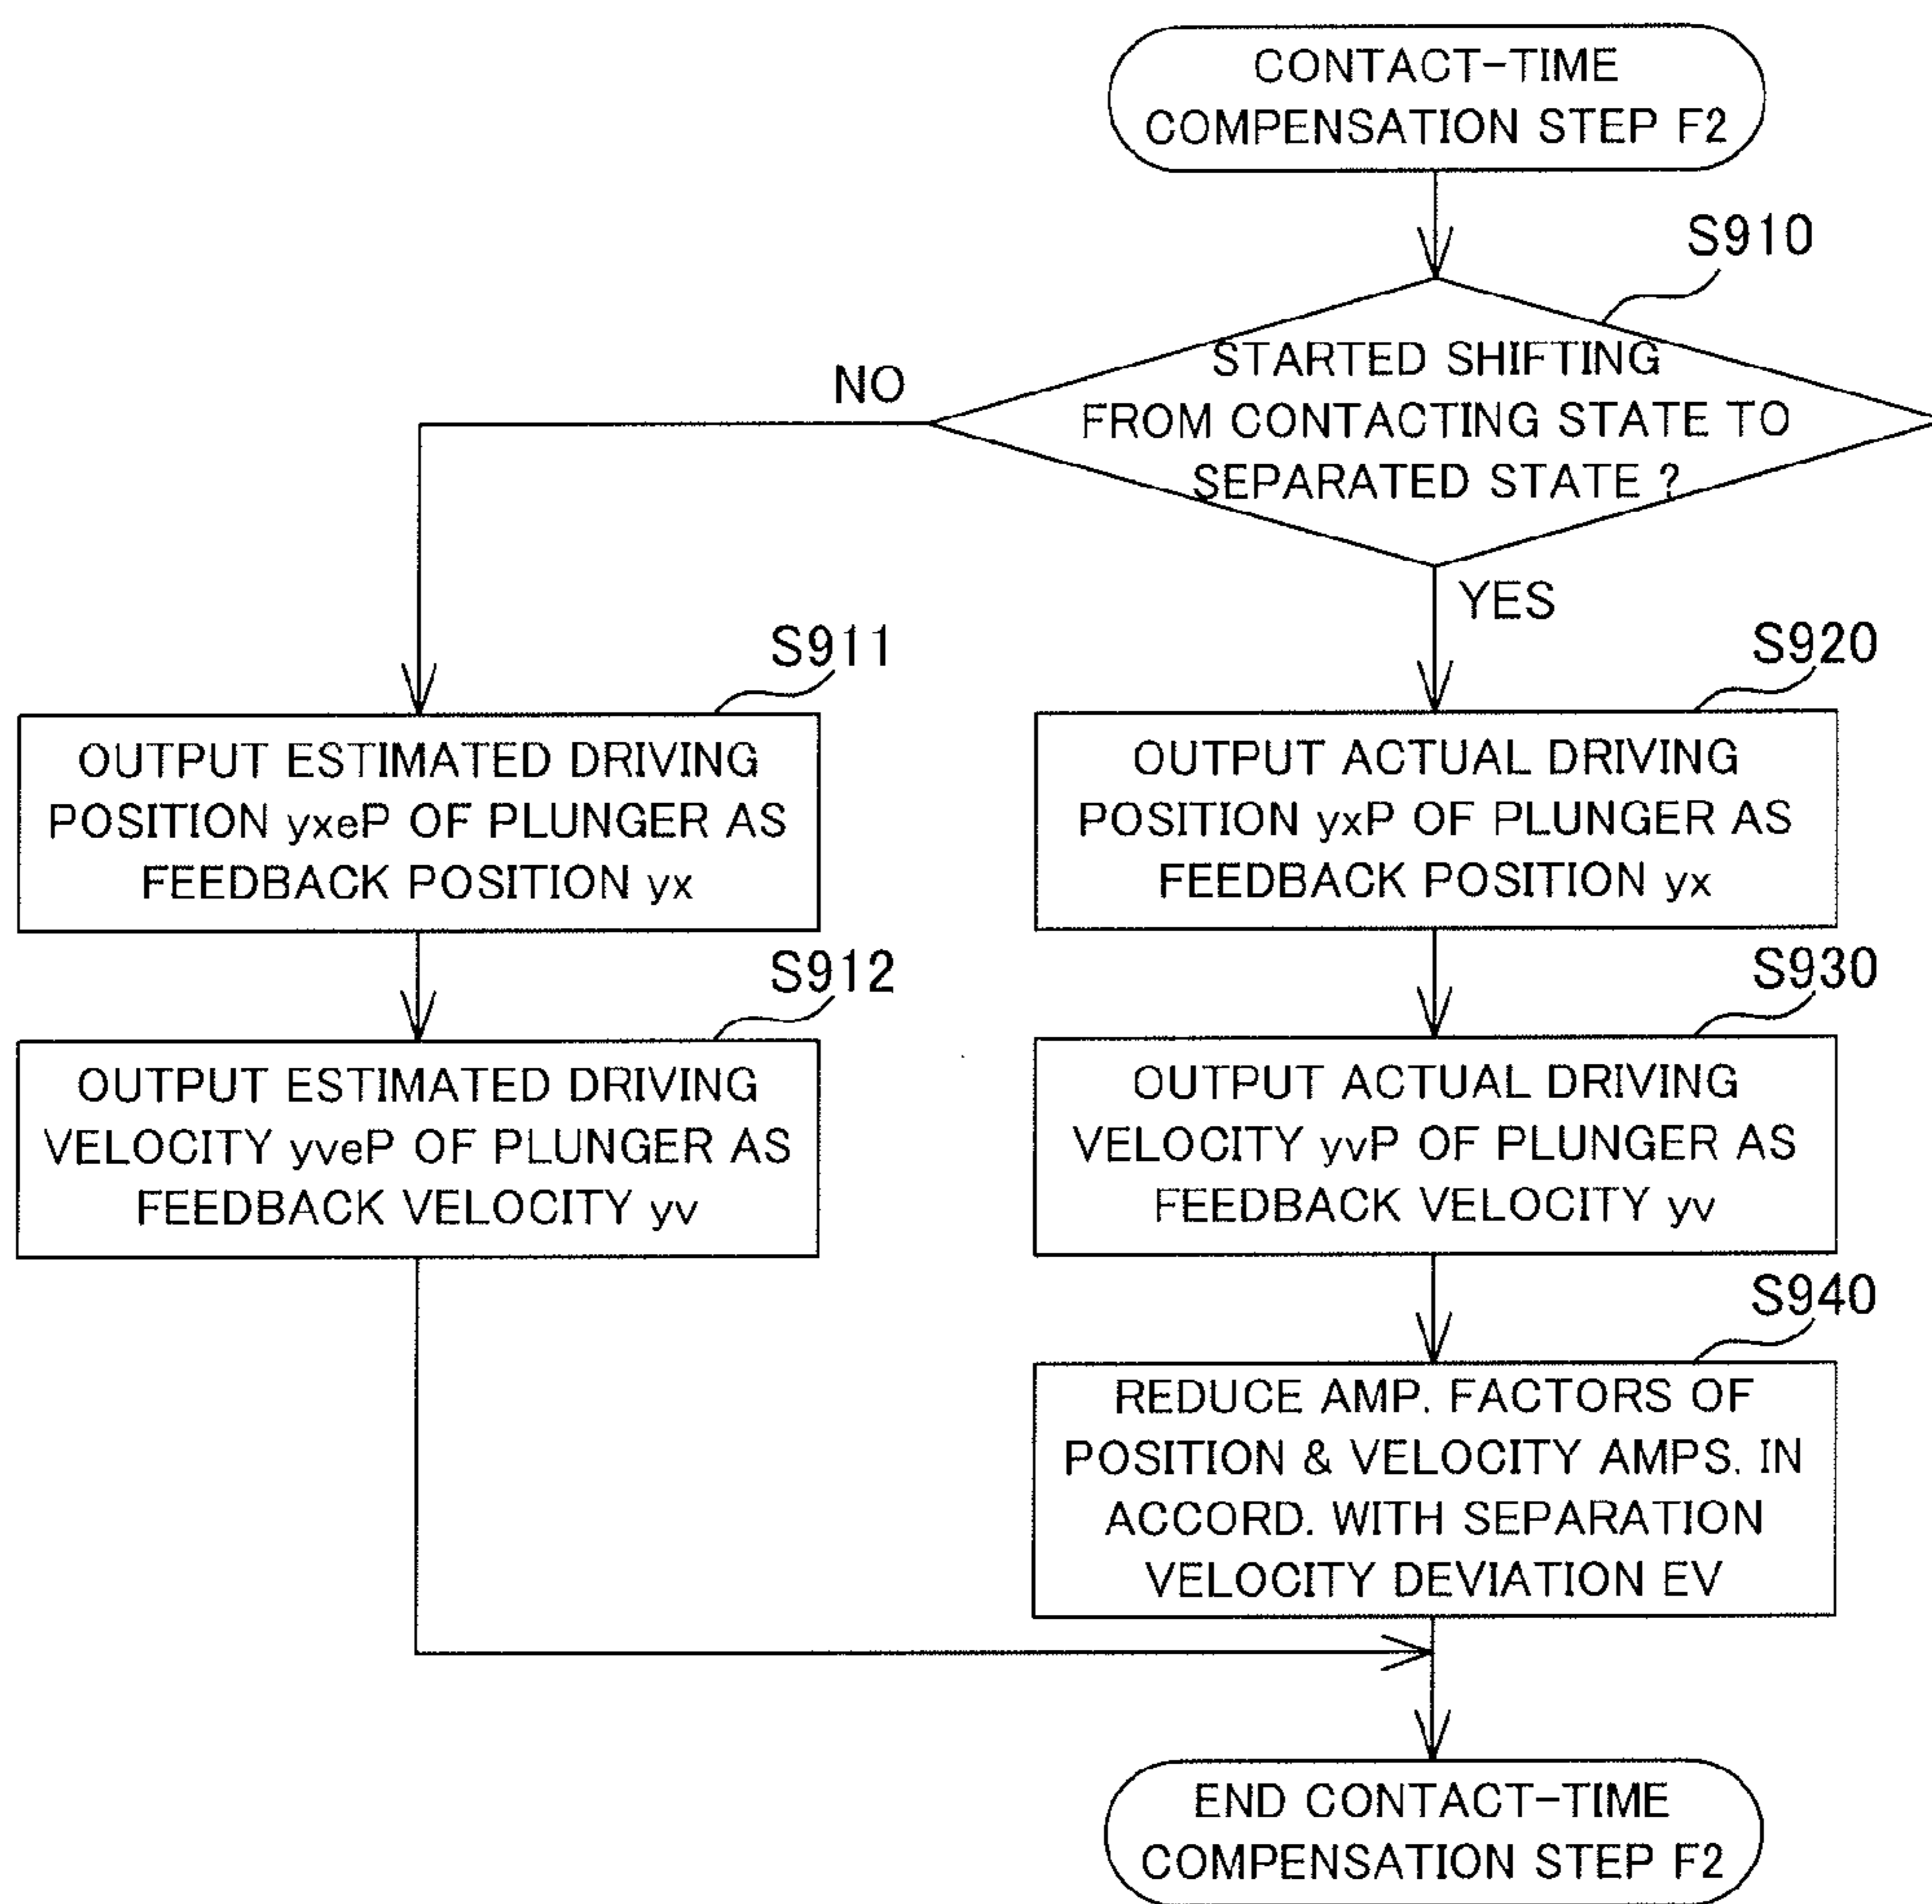 CONTACT-TIME
COMPENSATION STEP F2
S910
STARTED SHIFTING
FROM CONTACTING STATE TO
SEPARATED STATE ?
NO
YES
S911
OUTPUT ESTIMATED DRIVING
POSITION yxeP OF PLUNGER AS
FEEDBACK POSITION yx
S912
OUTPUT ESTIMATED DRIVING
VELOCITY yveP OF PLUNGER AS
FEEDBACK VELOCITY yv
S920
OUTPUT ACTUAL DRIVING
POSITION yxP OF PLUNGER AS
FEEDBACK POSITION yx
S930
OUTPUT ACTUAL DRIVING
VELOCITY yvP OF PLUNGER AS
FEEDBACK VELOCITY yv
S940
REDUCE AMP. FACTORS OF
POSITION & VELOCITY AMPS. IN
ACCORD. WITH SEPARATION
VELOCITY DEVIATION EV
END CONTACT-TIME
COMPENSATION STEP F2